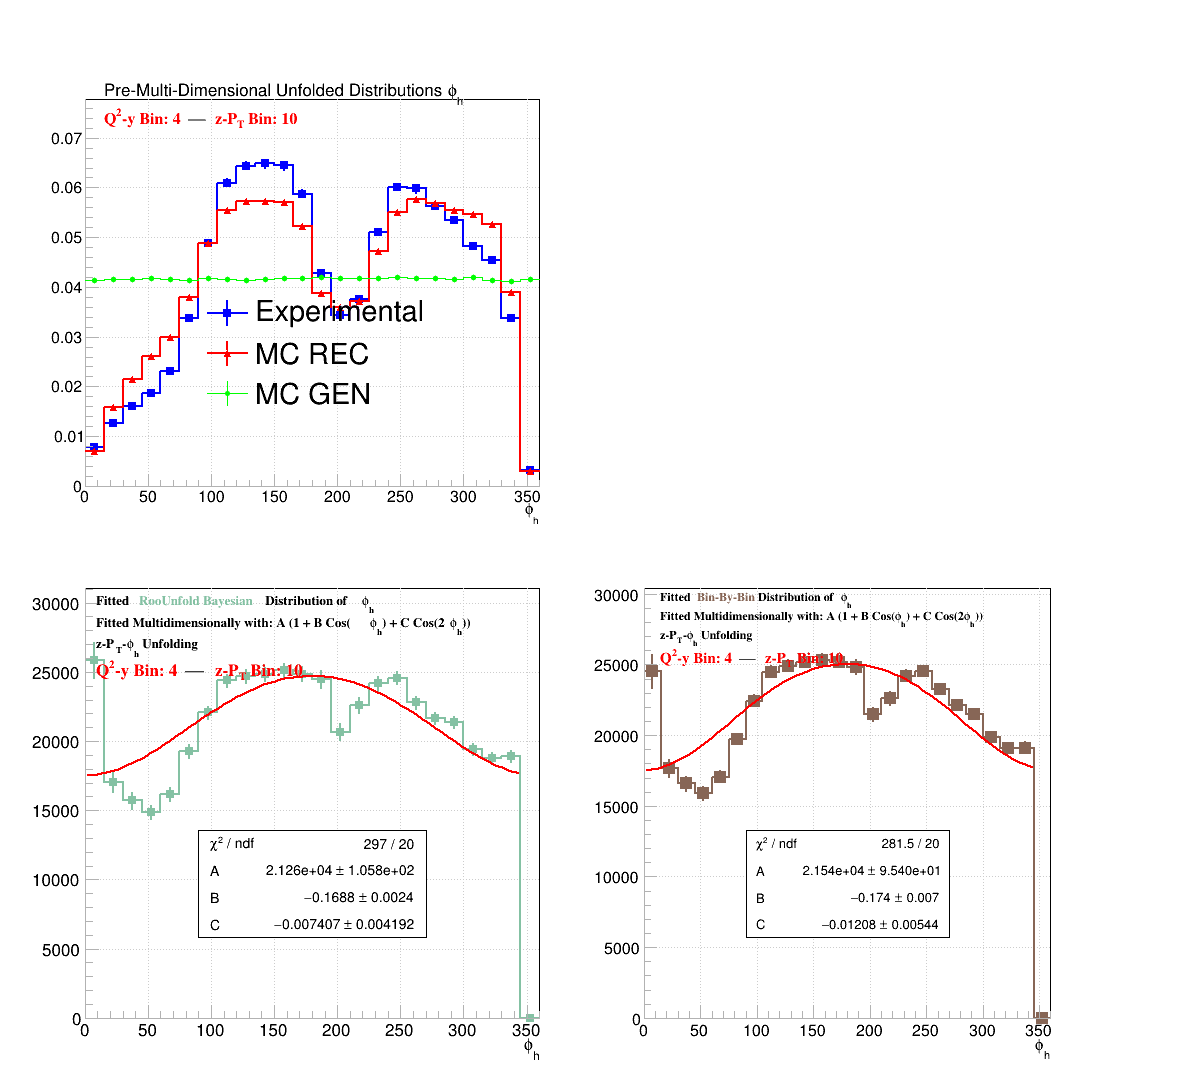 Pre-Multi-Dimensional Unfolded Distributions ϕh
Q²-y Bin: 4 — z-PT Bin: 10
0.07
0.06
0.05
0.04
0.03
0.02
0.01
0
Experimental
MC REC
MC GEN
0 50 100 150 200 250 300 350
ϕh
Fitted RooUnfold Bayesian Distribution of ϕh
Fitted Multidimensionally with: A (1 + B Cos( ϕh) + C Cos(2 ϕh))
z-PT-ϕh Unfolding
Q²-y Bin: 4 — z-PT Bin: 10
30000
25000
20000
15000
10000
5000
0
χ² / ndf 297 / 20
A 2.126e+04 ± 1.058e+02
B −0.1688 ± 0.0024
C −0.007407 ± 0.004192
0 50 100 150 200 250 300 350
ϕh
Fitted Bin-By-Bin Distribution of ϕh
Fitted Multidimensionally with: A (1 + B Cos(ϕh) + C Cos(2ϕh))
z-PT-ϕh Unfolding
Q²-y Bin: 4 — z-PT Bin: 10
30000
25000
20000
15000
10000
5000
0
χ² / ndf 281.5 / 20
A 2.154e+04 ± 9.540e+01
B −0.174 ± 0.007
C −0.01208 ± 0.00544
0 50 100 150 200 250 300 350
ϕh